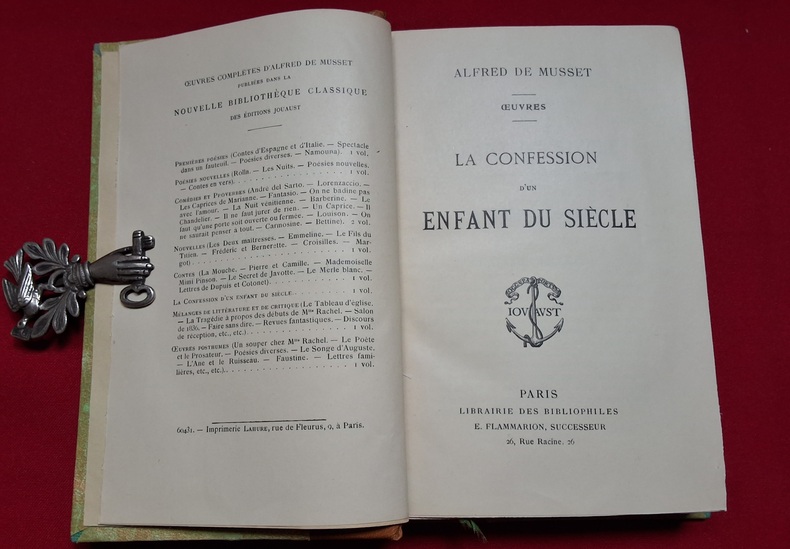 ŒUVRES COMPLÈTES D'ALFRED DE MUSSET
PUBLIÉES DANS LA
NOUVELLE BIBLIOTHÈQUE CLASSIQUE
DES ÉDITIONS JOUAUST
PREMIÈRES POÉSIES (Contes d'Espagne et d'Italie. — Spectacle
dans un fauteuil. — Poésies diverses. — Namouna). 1 vol.
POÉSIES NOUVELLES (Rolla. — Les Nuits. — Poésies nouvelles.
— Contes en vers) . . . . . . . . . . . . . . . . 1 vol.
COMÉDIES ET PROVERBES (André del Sarto. — Lorenzaccio. —
Les Caprices de Marianne. — Fantasio. — On ne badine pas
avec l'amour. — La Nuit vénitienne. — Barberine. — Le
Chandelier. — Il ne faut jurer de rien. — Un Caprice. — Il
faut qu'une porte soit ouverte ou fermée. — Louison. — On
ne saurait penser à tout. — Carmosine. — Bettine). 2 vol.
NOUVELLES (Les Deux maîtresses. — Emmeline. — Le Fils du
Titien. — Frédéric et Bernerette. — Croisilles. — Mar-
got) . . . . . . . . . . . . . . . . . . . . . . 1 vol.
CONTES (La Mouche. — Pierre et Camille. — Mademoiselle
Mimi Pinson. — Le Secret de Javotte. — Le Merle blanc. —
Lettres de Dupuis et Cotonet) . . . . . . . . . . 1 vol.
LA CONFESSION D'UN ENFANT DU SIÈCLE . . . . . . . 1 vol.
MÉLANGES DE LITTÉRATURE ET DE CRITIQUE (Le Tableau d'église.
— La Tragédie à propos des débuts de Mlle Rachel. — Salon
de 1836. — Faire sans dire. — Revues fantastiques. — Discours
de réception, etc., etc.) . . . . . . . . . . . . 1 vol.
ŒUVRES POSTHUMES (Un souper chez Mlle Rachel. — Le Poète
et le Prosateur. — Poésies diverses. — Le Songe d'Auguste.
— L'Ane et le Ruisseau. — Faustine. — Lettres fami-
lières, etc., etc.) . . . . . . . . . . . . . . . 1 vol.
60431. — Imprimerie LAHURE, rue de Fleurus, 9, à Paris.
ALFRED DE MUSSET
ŒUVRES
LA CONFESSION
D'UN
ENFANT DU SIÈCLE
IOVAVST
PARIS
LIBRAIRIE DES BIBLIOPHILES
E. FLAMMARION, SUCCESSEUR
26, Rue Racine, 26